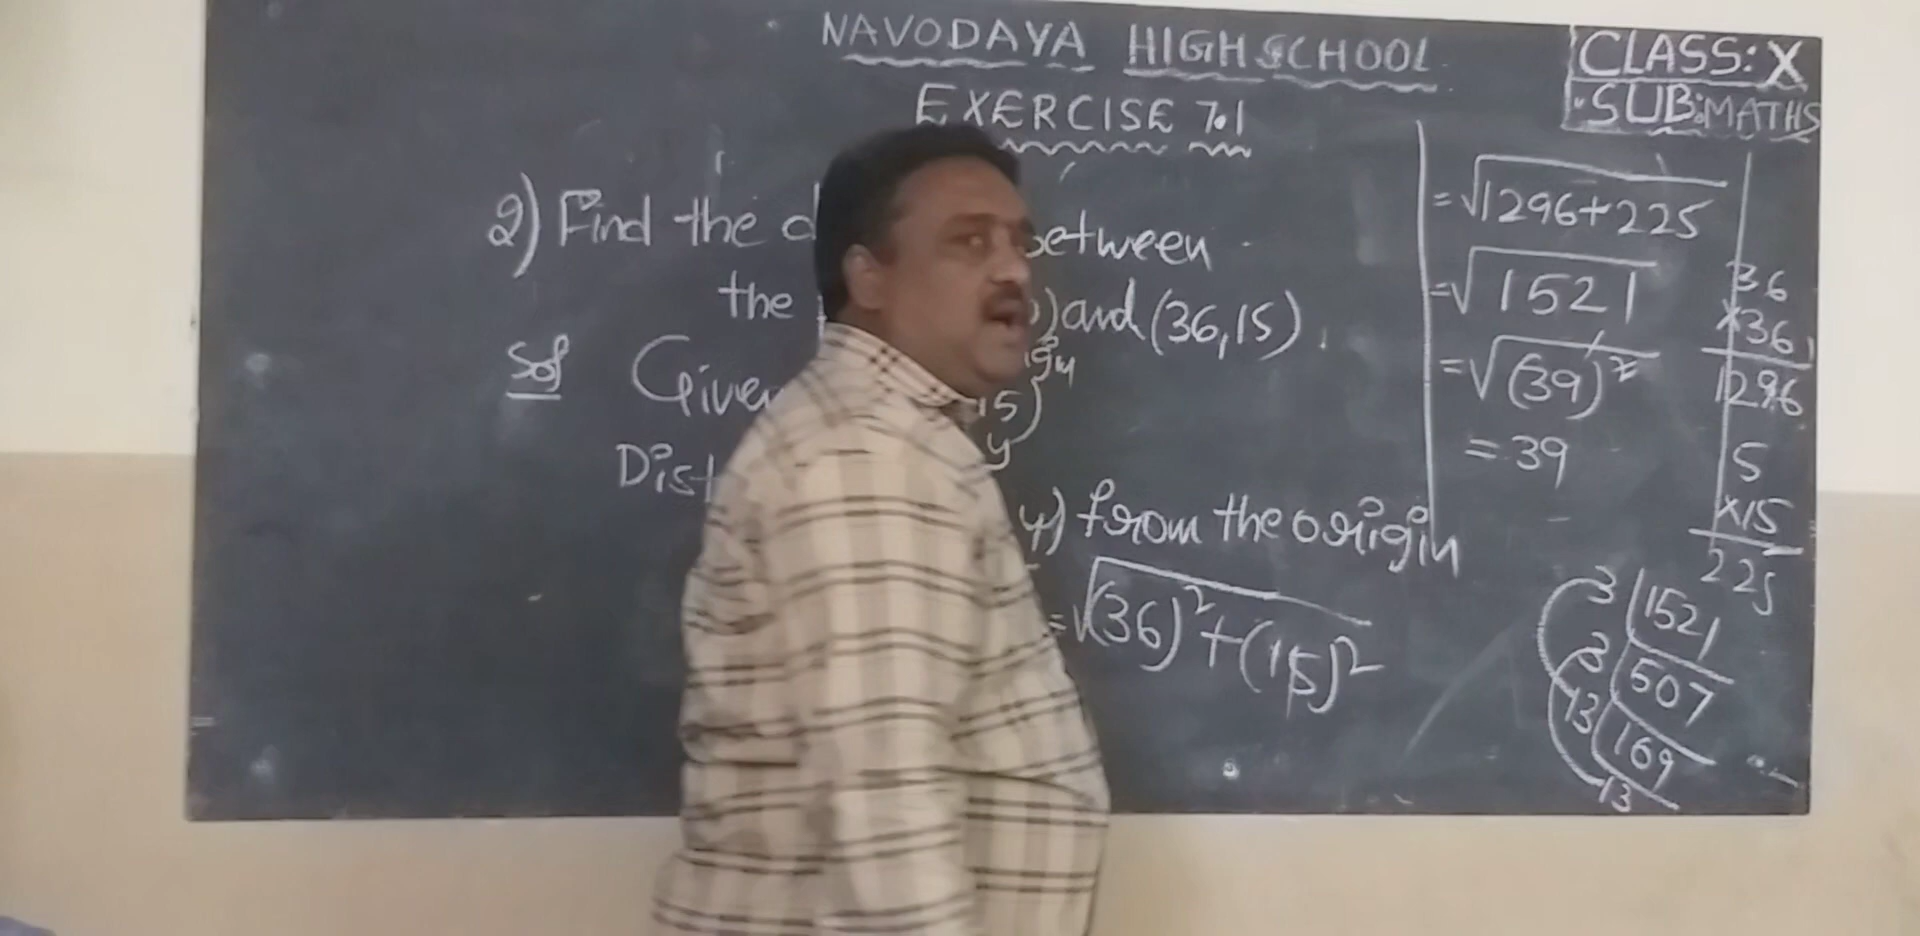 NAVODAYA HIGH SCHOOL
EXERCISE 7.1
CLASS: X
SUB: MATHS
2) Find the between
the and (36,15)
Sol Given
15)
y
y) from the origin
=√(36)²+(15)²
=√1296+225
=√1521
=√(39)²
= 39
36
×36
1296
5
×15
225
3 1521
3 507
13 169
13